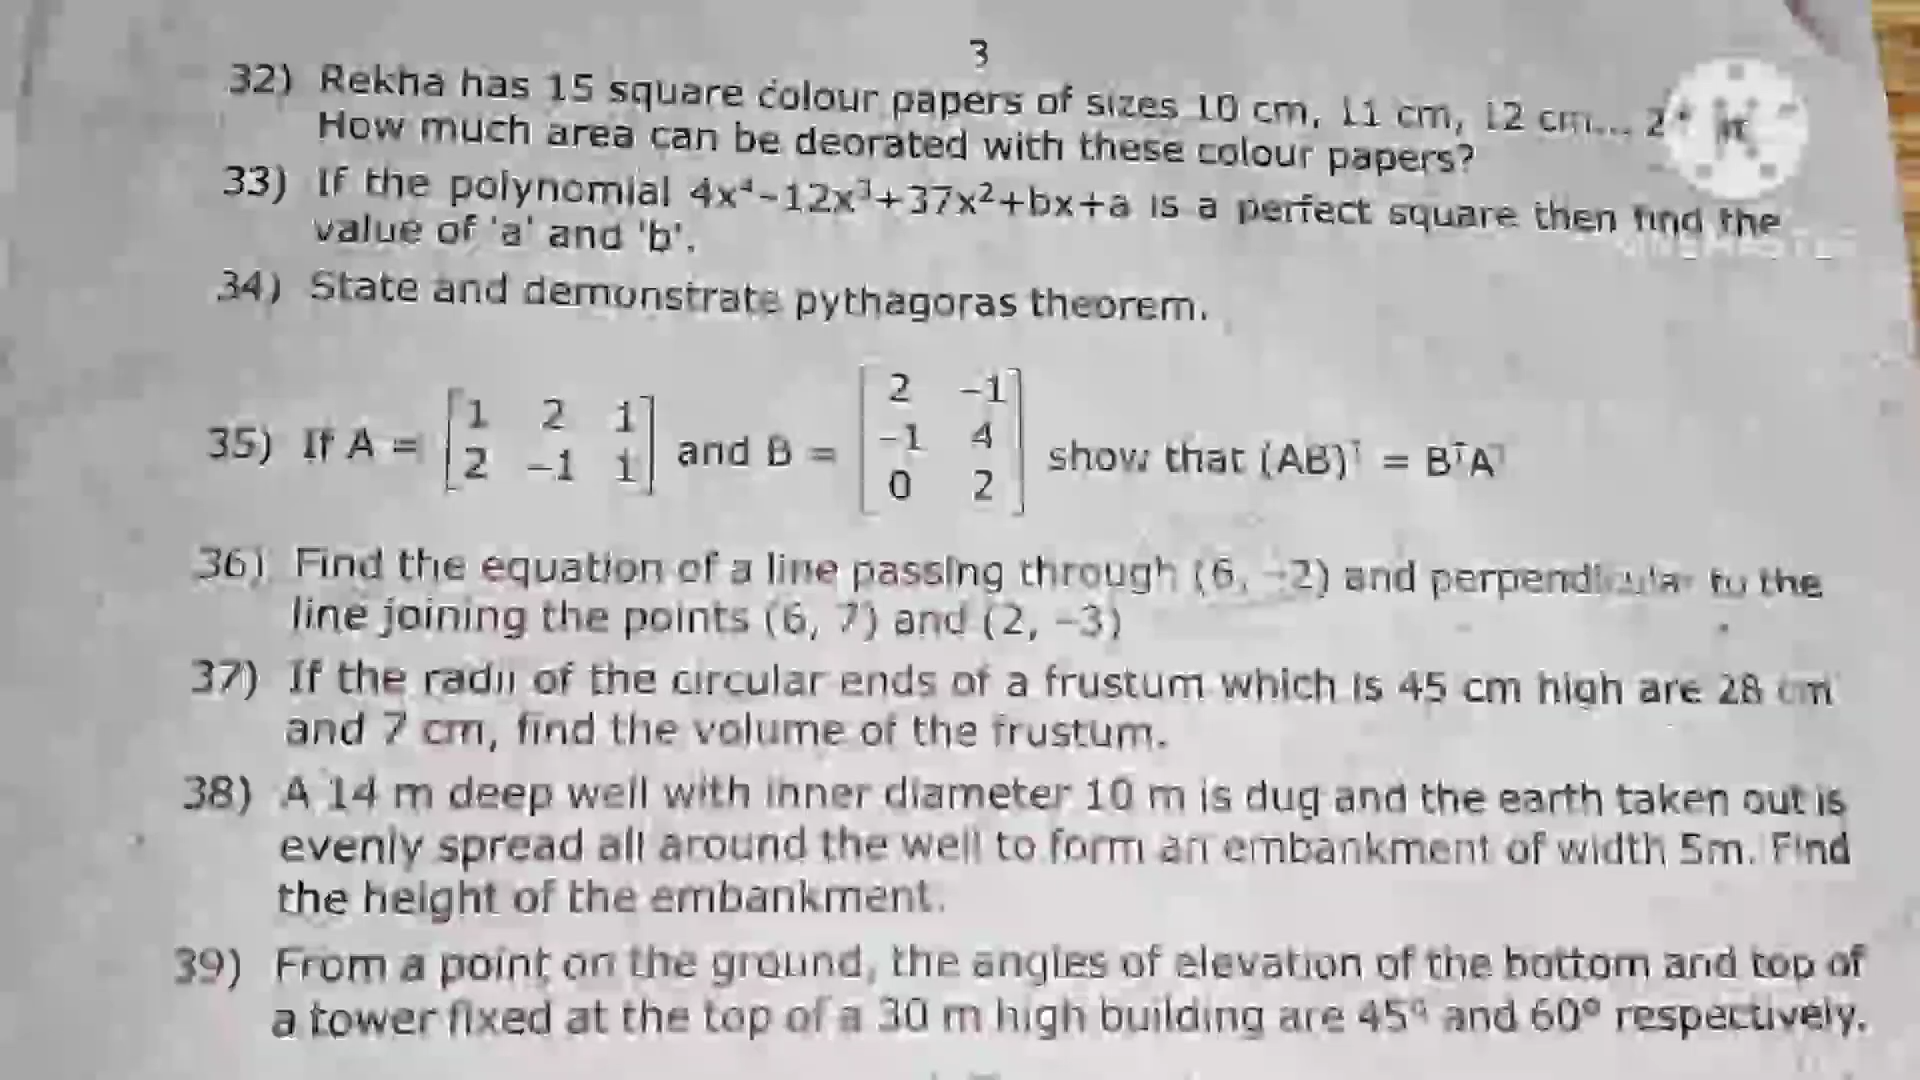 3
32) Rekha has 15 square colour papers of sizes 10 cm, 11 cm, 12 cm... 2
How much area can be deorated with these colour papers?
33) If the polynomial 4x⁴-12x³+37x²+bx+a is a perfect square then find the
value of 'a' and 'b'.
34) State and demonstrate pythagoras theorem.
35) If A = [1 2 1; 2 -1 1] and B = [2 -1; -1 4; 0 2] show that (AB)ᵀ = BᵀAᵀ
36) Find the equation of a line passing through (6, -2) and perpendicular to the
line joining the points (6, 7) and (2, -3)
37) If the radii of the circular ends of a frustum which is 45 cm high are 28 cm
and 7 cm, find the volume of the frustum.
38) A 14 m deep well with inner diameter 10 m is dug and the earth taken out is
evenly spread all around the well to form an embankment of width 5m. Find
the height of the embankment.
39) From a point on the ground, the angles of elevation of the bottom and top of
a tower fixed at the top of a 30 m high building are 45° and 60° respectively.